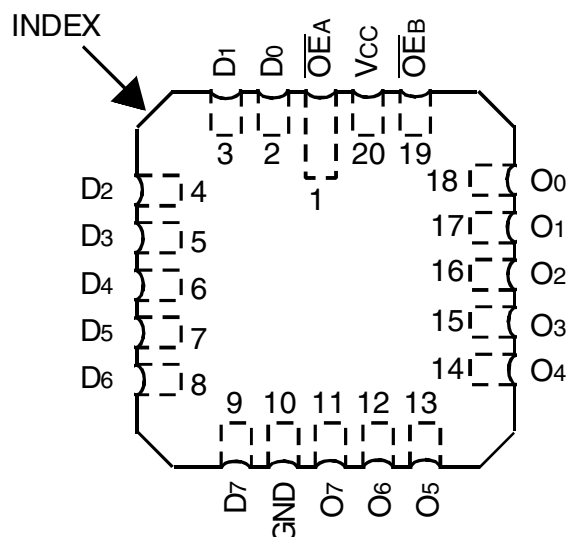 INDEX
D1 D0 O̅E̅A VCC O̅E̅B
3 2 1 20 19
D2 4 18 O0
D3 5 17 O1
D4 6 16 O2
D5 7 15 O3
D6 8 14 O4
9 10 11 12 13
D7 GND O7 O6 O5